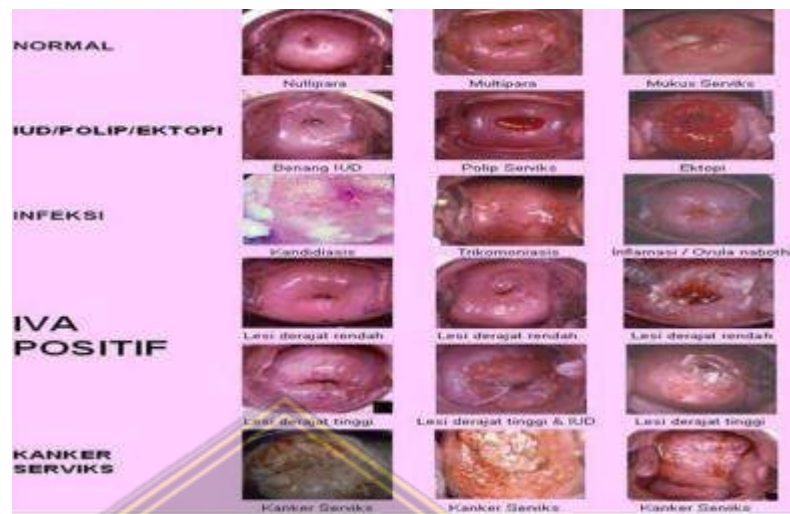 NORMAL
Nullipara
Multipara
Mukus Serviks
IUD/POLIP/EKTOPI
Benang IUD
Polip Serviks
Ektopi
INFEKSI
Kandidiasis
Trikomoniasis
Inflamasi / Ovula naboth
IVA
POSITIF
Lesi derajat rendah
Lesi derajat rendah
Lesi derajat rendah
Lesi derajat tinggi
Lesi derajat tinggi & IUD
Lesi derajat tinggi
KANKER
SERVIKS
Kanker Serviks
Kanker Serviks
Kanker Serviks